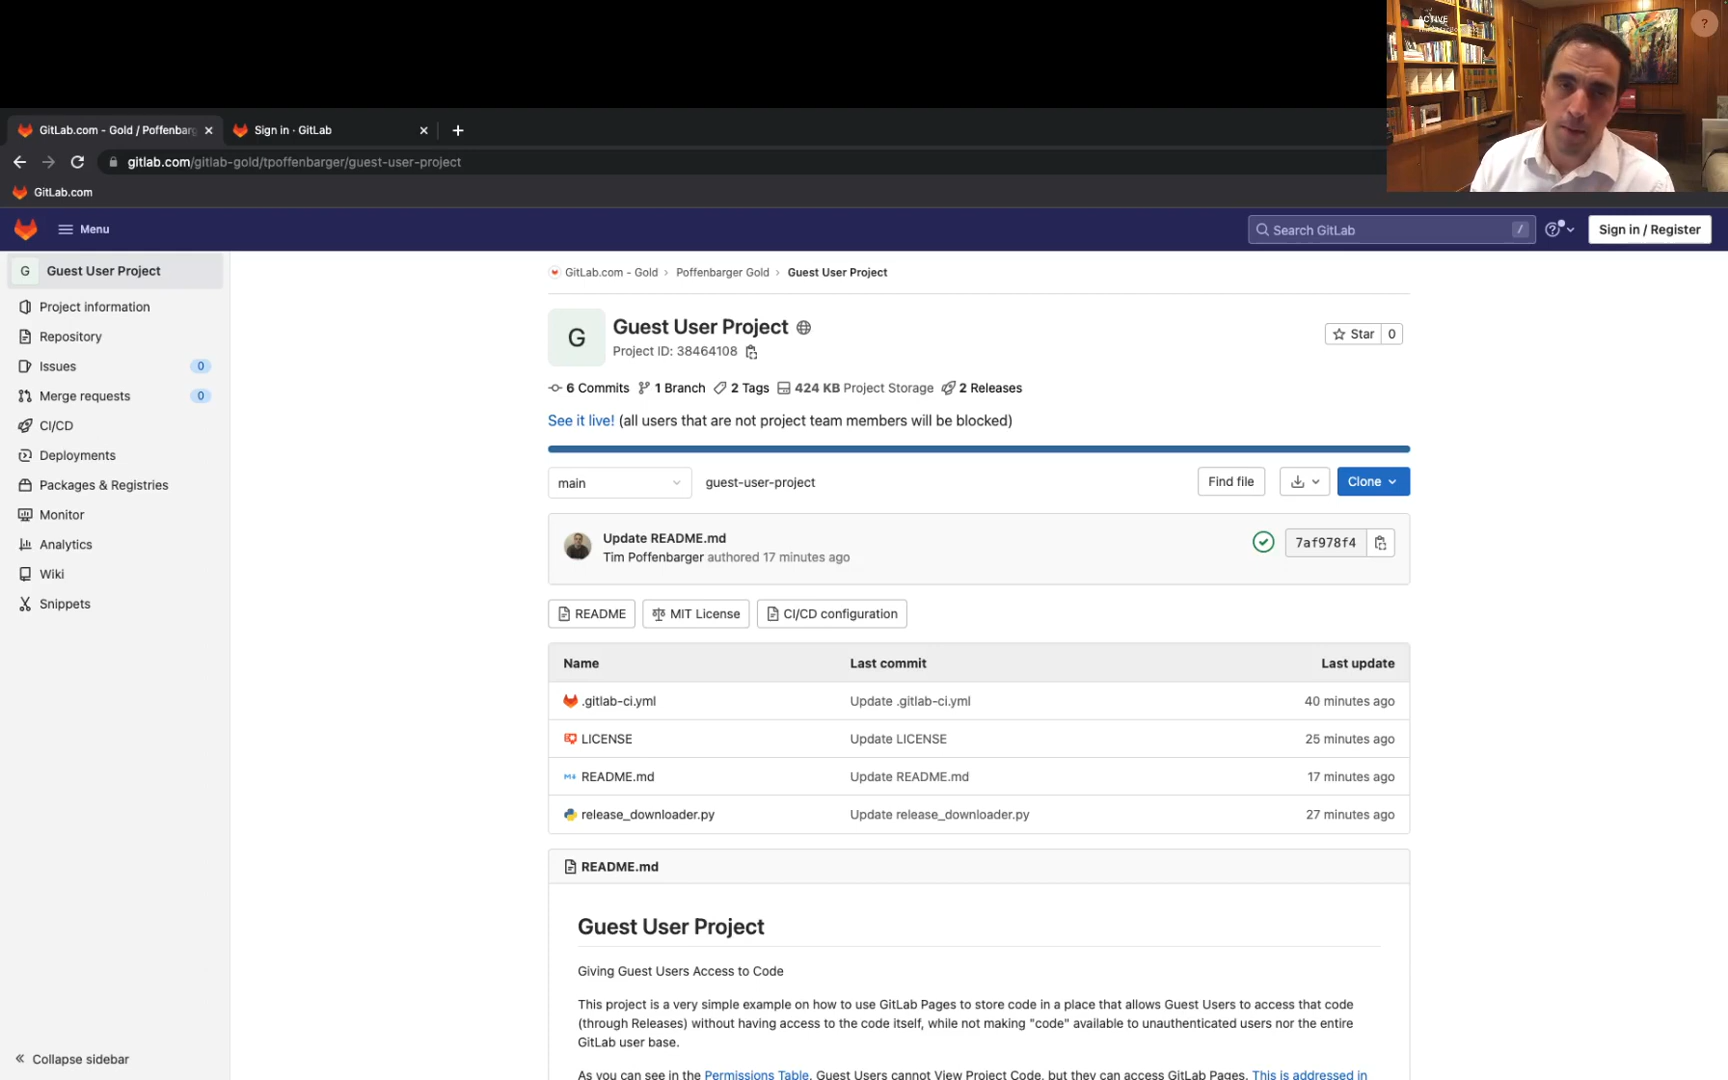 ACTIVE
?
GitLab.com - Gold / Poffenbarg
Sign in · GitLab
gitlab.com/gitlab-gold/tpoffenbarger/guest-user-project
GitLab.com
Menu
Search GitLab
/
Sign in / Register
G Guest User Project
Project information
Repository
Issues 0
Merge requests 0
CI/CD
Deployments
Packages & Registries
Monitor
Analytics
Wiki
Snippets
Collapse sidebar
GitLab.com - Gold › Poffenbarger Gold › Guest User Project
G
Guest User Project
Project ID: 38464108
Star 0
6 Commits 1 Branch 2 Tags 424 KB Project Storage 2 Releases
See it live! (all users that are not project team members will be blocked)
main guest-user-project Find file Clone
Update README.md
Tim Poffenbarger authored 17 minutes ago
7af978f4
README MIT License CI/CD configuration
Name Last commit Last update
.gitlab-ci.yml Update .gitlab-ci.yml 40 minutes ago
LICENSE Update LICENSE 25 minutes ago
README.md Update README.md 17 minutes ago
release_downloader.py Update release_downloader.py 27 minutes ago
README.md
Guest User Project
Giving Guest Users Access to Code
This project is a very simple example on how to use GitLab Pages to store code in a place that allows Guest Users to access that code
(through Releases) without having access to the code itself, while not making "code" available to unauthenticated users nor the entire
GitLab user base.
As you can see in the Permissions Table, Guest Users cannot View Project Code, but they can access GitLab Pages. This is addressed in